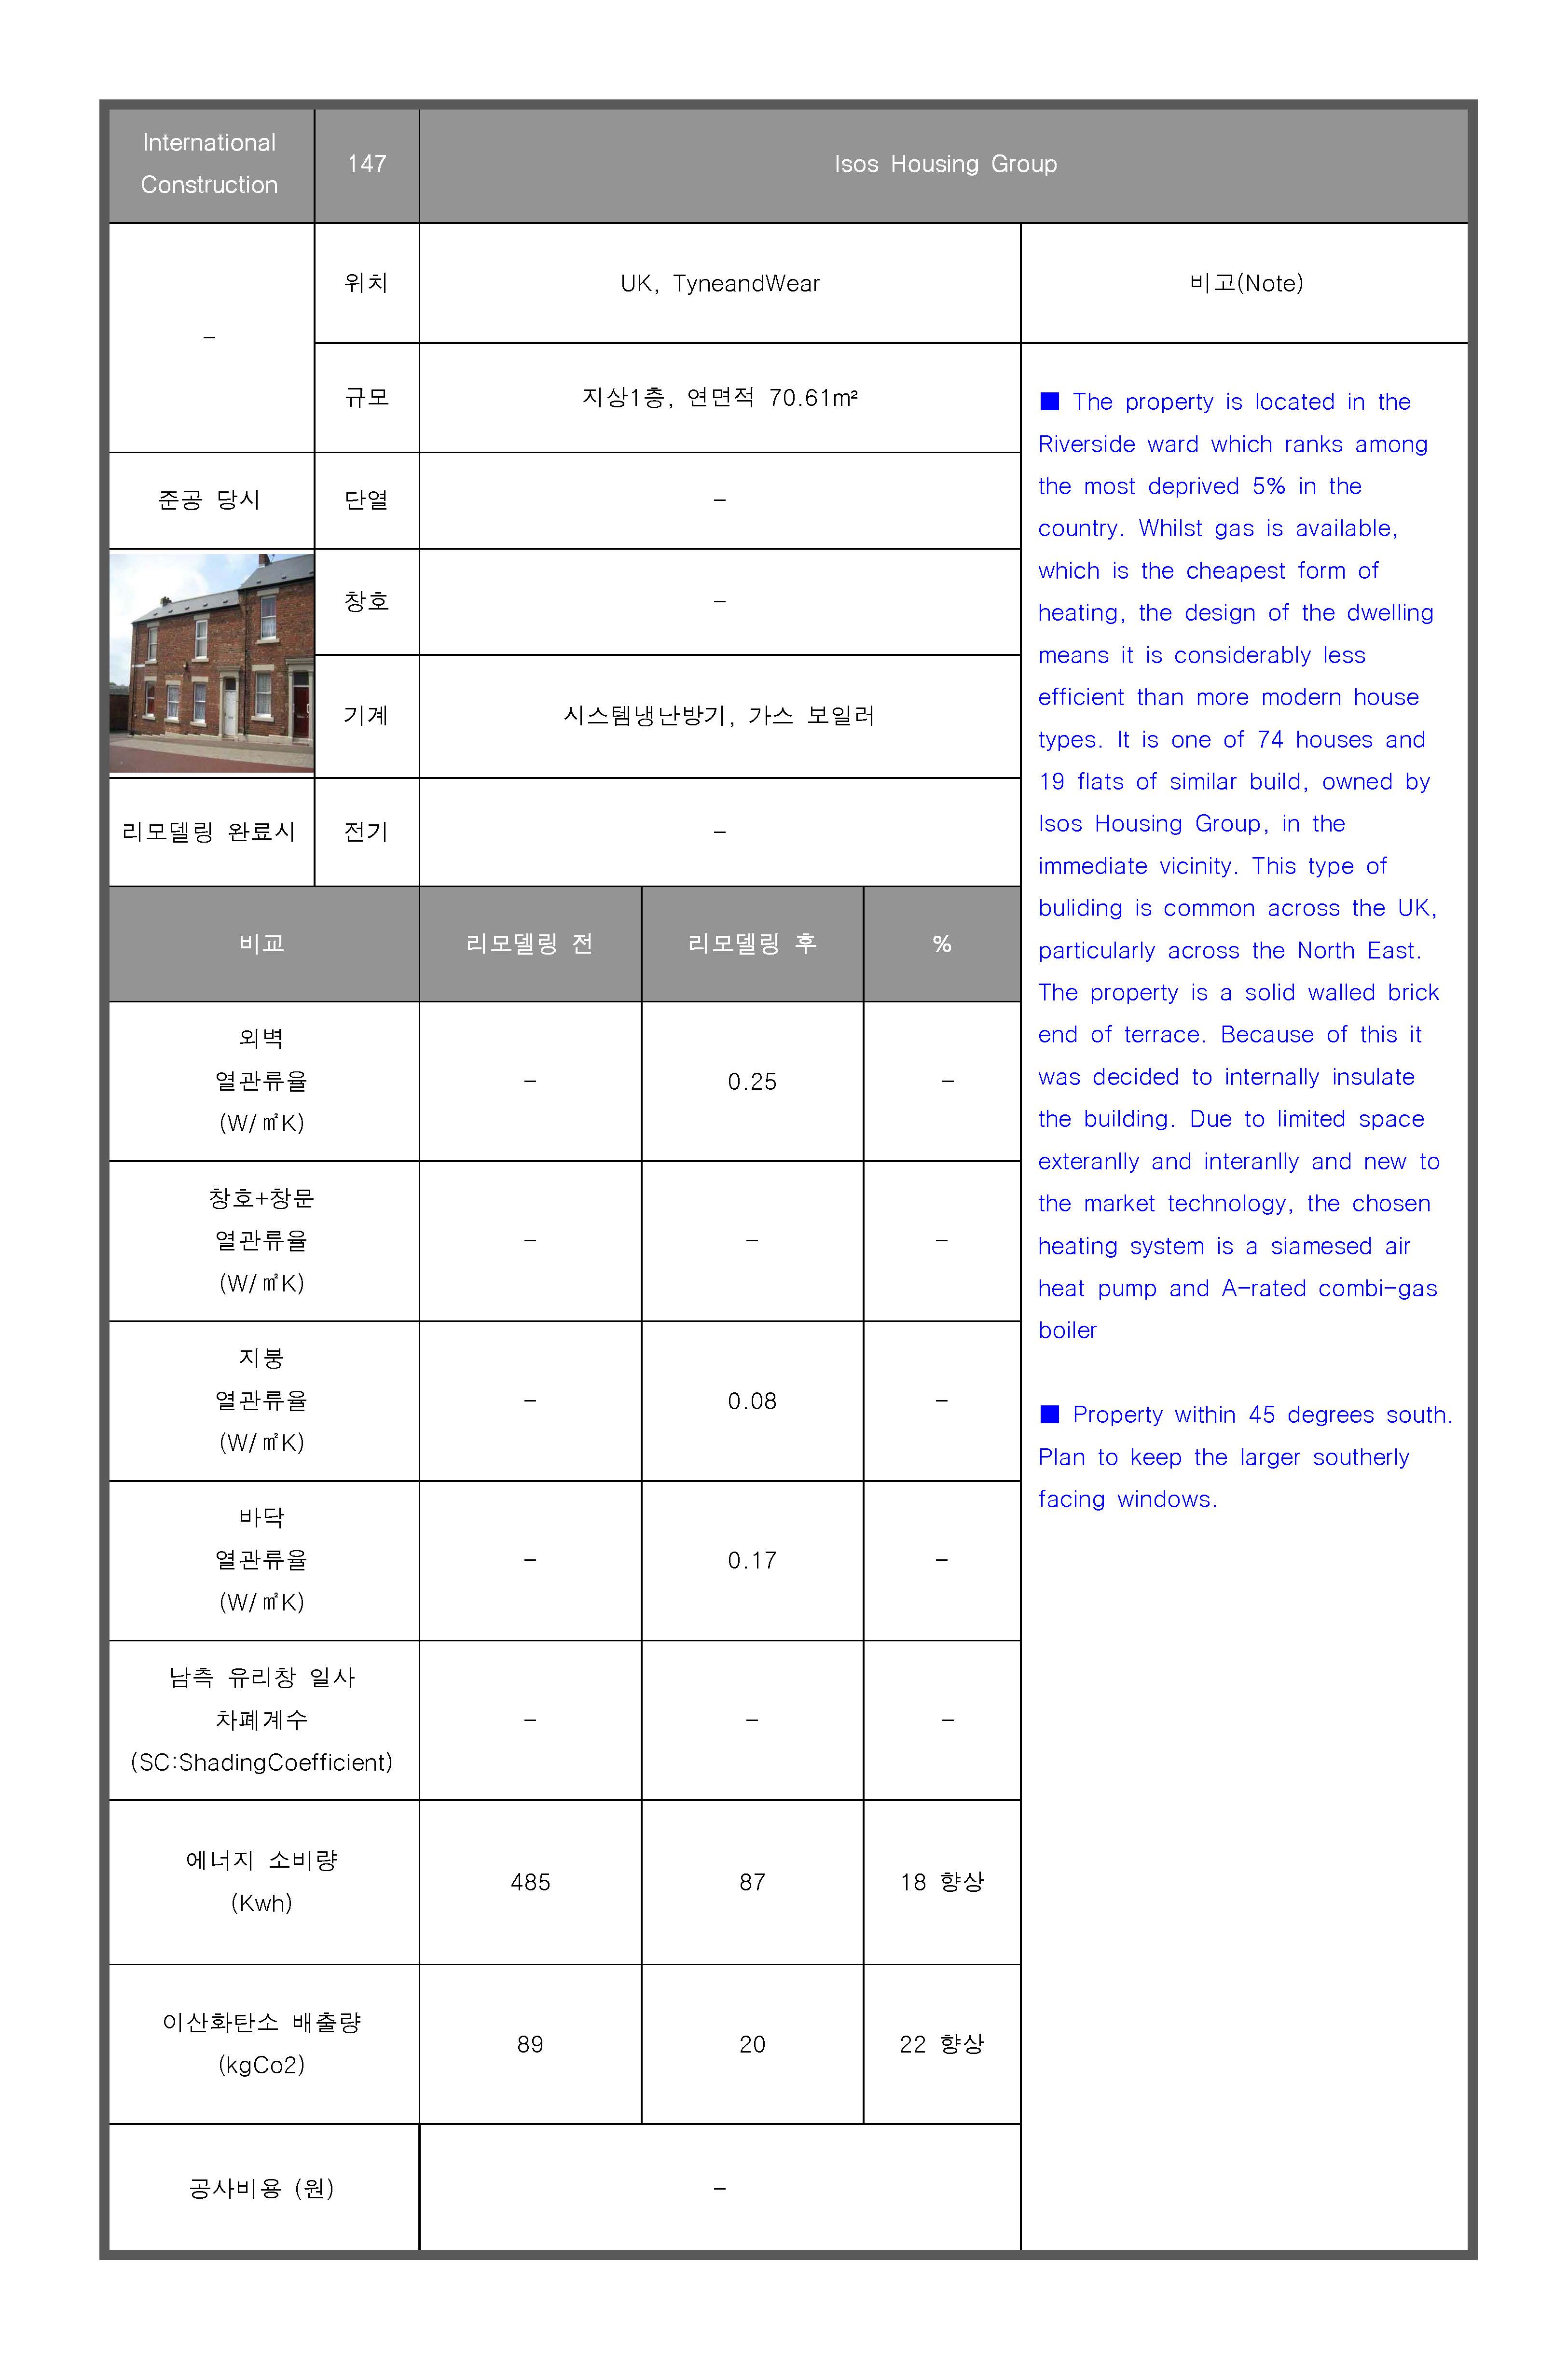 International
Construction
147
Isos Housing Group
–
위치
UK, TyneandWear
비고(Note)
규모
지상1층, 연면적 70.61m²
준공 당시
단열
–
창호
–
기계
시스템냉난방기, 가스 보일러
리모델링 완료시
전기
–
■ The property is located in the
Riverside ward which ranks among
the most deprived 5% in the
country. Whilst gas is available,
which is the cheapest form of
heating, the design of the dwelling
means it is considerably less
efficient than more modern house
types. It is one of 74 houses and
19 flats of similar build, owned by
Isos Housing Group, in the
immediate vicinity. This type of
buliding is common across the UK,
particularly across the North East.
The property is a solid walled brick
end of terrace. Because of this it
was decided to internally insulate
the building. Due to limited space
exteranlly and interanlly and new to
the market technology, the chosen
heating system is a siamesed air
heat pump and A-rated combi-gas
boiler
■ Property within 45 degrees south.
Plan to keep the larger southerly
facing windows.
비교
리모델링 전
리모델링 후
%
외벽
열관류율
(W/㎡K)
–
0.25
–
창호+창문
열관류율
(W/㎡K)
–
–
–
지붕
열관류율
(W/㎡K)
–
0.08
–
바닥
열관류율
(W/㎡K)
–
0.17
–
남측 유리창 일사
차폐계수
(SC:ShadingCoefficient)
–
–
–
에너지 소비량
(Kwh)
485
87
18 향상
이산화탄소 배출량
(kgCo2)
89
20
22 향상
공사비용 (원)
–